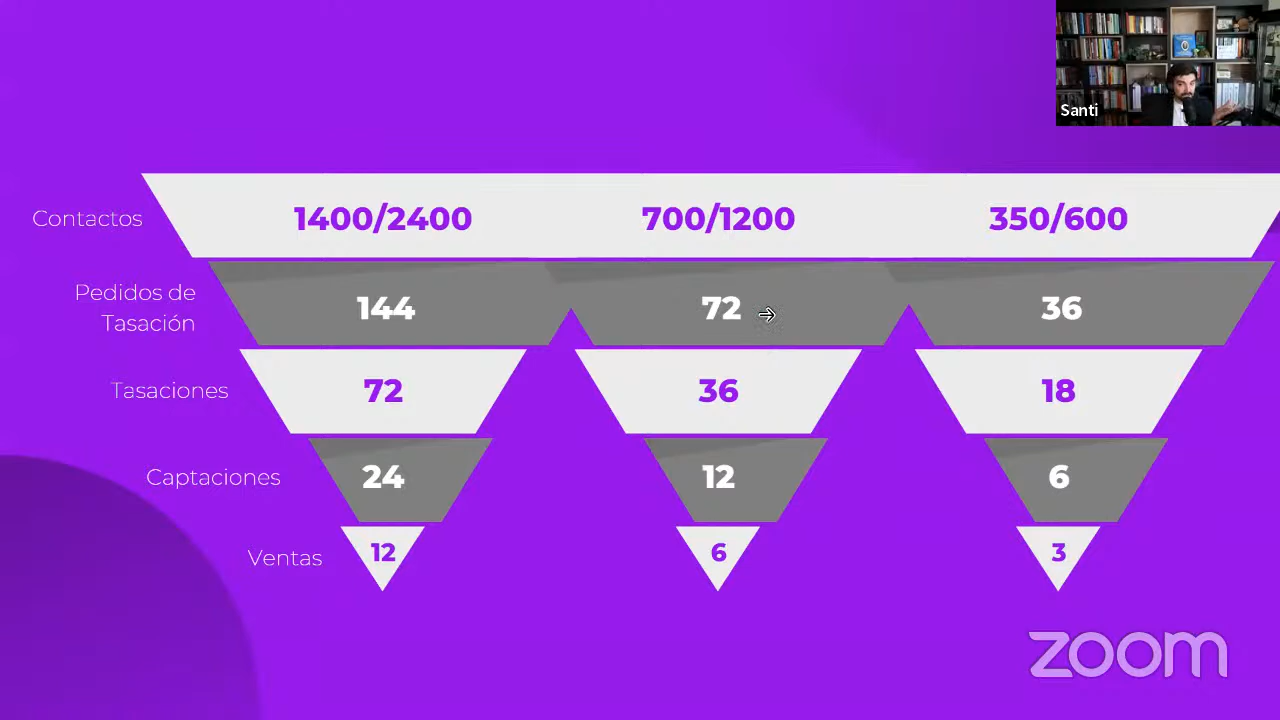 Santi
Contactos 1400/2400 700/1200 350/600
Pedidos de
Tasación 144 72 36
Tasaciones 72 36 18
Captaciones 24 12 6
Ventas 12 6 3
zoom